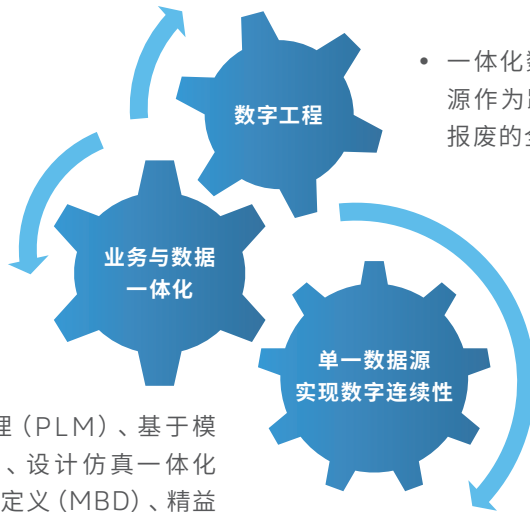 数字工程
• 一体化数
源作为
报废的
业务与数据
一体化
单一数据源
实现数字连续性
理（PLM）、基于模
、设计仿真一体化
定义（MBD）、精益